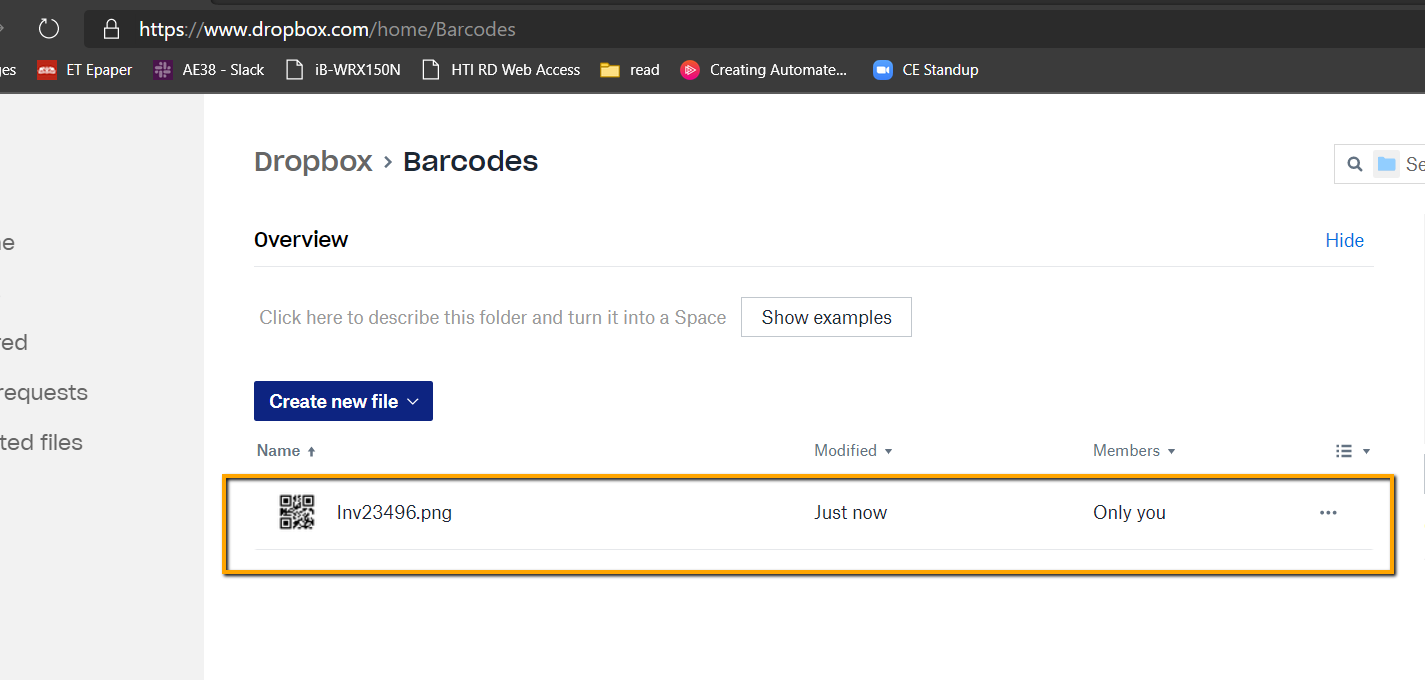 https://www.dropbox.com/home/Barcodes
ges ET Epaper AE38 - Slack iB-WRX150N HTI RD Web Access read Creating Automate... CE Standup
Dropbox › Barcodes
Se
Overview
Hide
ne
Click here to describe this folder and turn it into a Space
Show examples
red
requests
Create new file
ted files
Name Modified Members
Inv23496.png Just now Only you